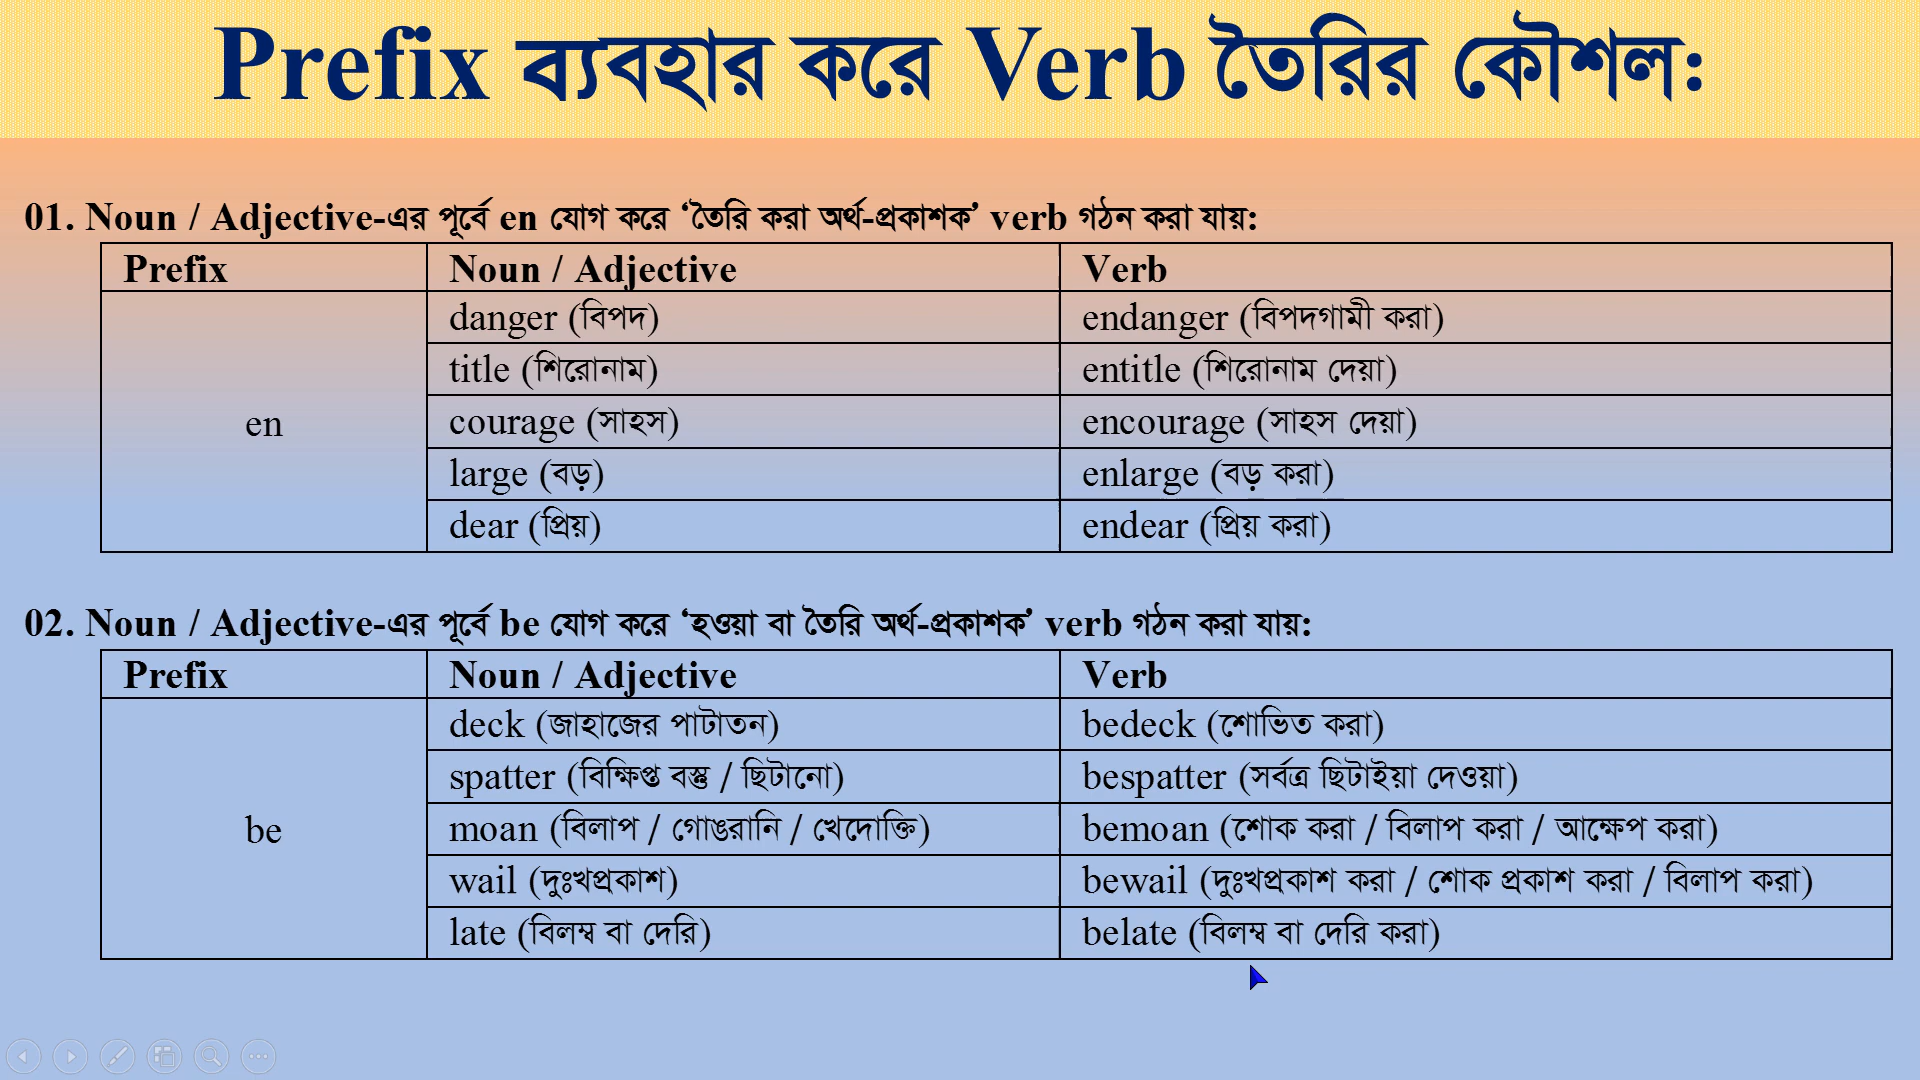 Prefix ব্যবহার করে Verb তৈরির কৌশল:
01. Noun / Adjective-এর পূর্বে en যোগ করে ‘তৈরি করা অর্থ-প্রকাশক’ verb গঠন করা যায়:
Prefix Noun / Adjective Verb
danger (বিপদ) endanger (বিপদগামী করা)
title (শিরোনাম) entitle (শিরোনাম দেয়া)
en courage (সাহস) encourage (সাহস দেয়া)
large (বড়) enlarge (বড় করা)
dear (প্রিয়) endear (প্রিয় করা)
02. Noun / Adjective-এর পূর্বে be যোগ করে ‘হওয়া বা তৈরি অর্থ-প্রকাশক’ verb গঠন করা যায়:
Prefix Noun / Adjective Verb
deck (জাহাজের পাটাতন) bedeck (শোভিত করা)
spatter (বিক্ষিপ্ত বস্তু / ছিটানো) bespatter (সর্বত্র ছিটাইয়া দেওয়া)
be moan (বিলাপ / গোঙরানি / খেদোক্তি) bemoan (শোক করা / বিলাপ করা / আক্ষেপ করা)
wail (দুঃখপ্রকাশ) bewail (দুঃখপ্রকাশ করা / শোক প্রকাশ করা / বিলাপ করা)
late (বিলম্ব বা দেরি) belate (বিলম্ব বা দেরি করা)